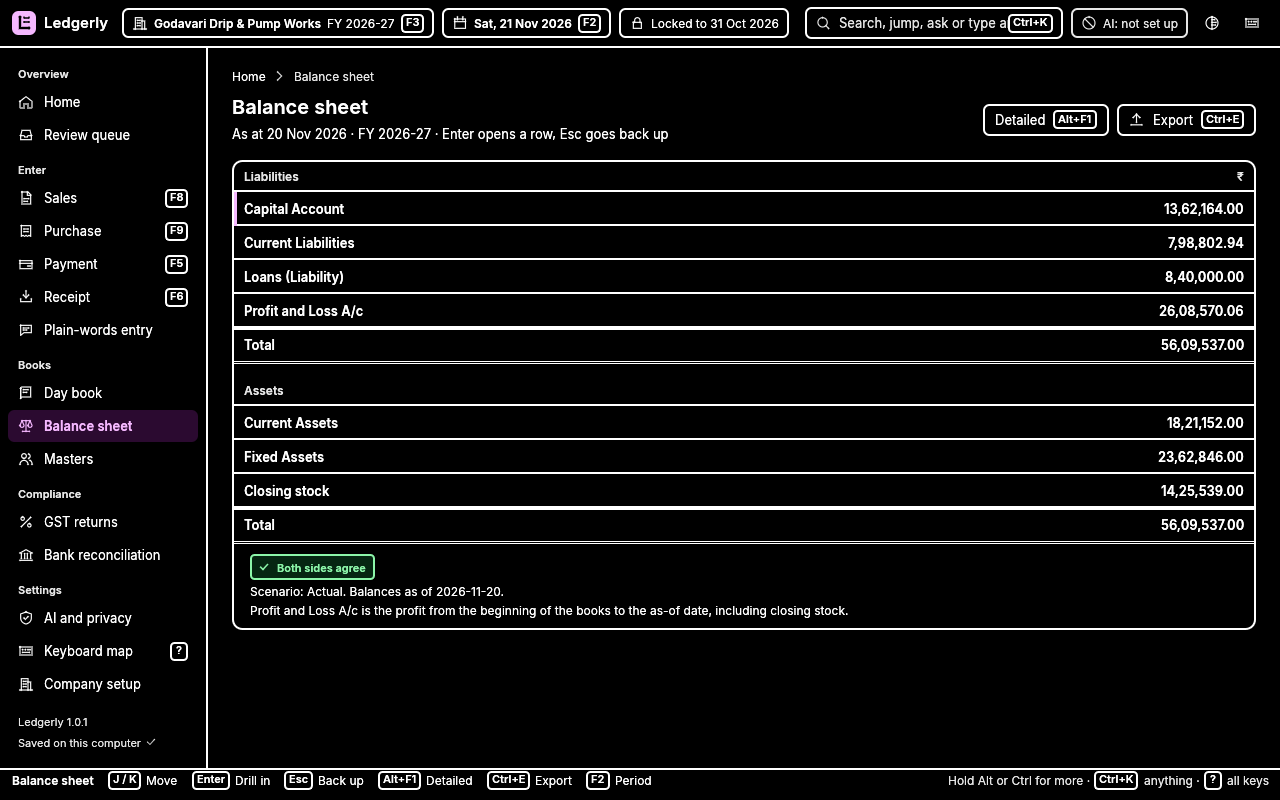 Ledgerly
Godavari Drip & Pump Works FY 2026-27 F3
Sat, 21 Nov 2026 F2
Locked to 31 Oct 2026
Search, jump, ask or type a Ctrl+K
AI: not set up
Overview
Home
Review queue
Enter
Sales F8
Purchase F9
Payment F5
Receipt F6
Plain-words entry
Books
Day book
Balance sheet
Masters
Compliance
GST returns
Bank reconciliation
Settings
AI and privacy
Keyboard map ?
Company setup
Ledgerly 1.0.1
Saved on this computer
Home > Balance sheet
Balance sheet
As at 20 Nov 2026 · FY 2026-27 · Enter opens a row, Esc goes back up
Detailed Alt+F1
Export Ctrl+E
Liabilities ₹
Capital Account 13,62,164.00
Current Liabilities 7,98,802.94
Loans (Liability) 8,40,000.00
Profit and Loss A/c 26,08,570.06
Total 56,09,537.00
Assets
Current Assets 18,21,152.00
Fixed Assets 23,62,846.00
Closing stock 14,25,539.00
Total 56,09,537.00
Both sides agree
Scenario: Actual. Balances as of 2026-11-20.
Profit and Loss A/c is the profit from the beginning of the books to the as-of date, including closing stock.
Balance sheet J / K Move Enter Drill in Esc Back up Alt+F1 Detailed Ctrl+E Export F2 Period
Hold Alt or Ctrl for more · Ctrl+K anything · ? all keys